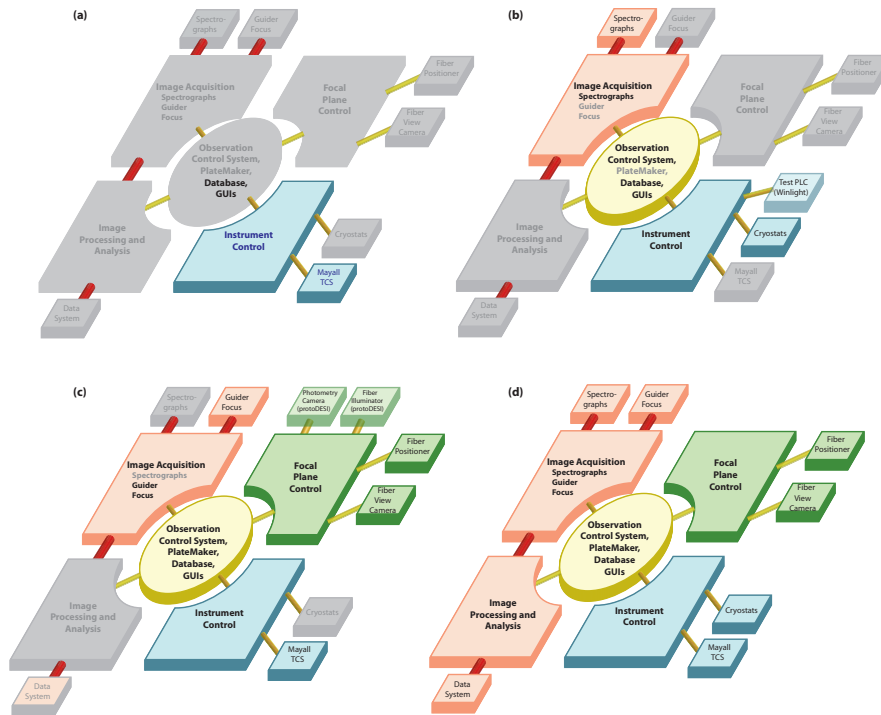 (a)
Spectro-
graphs
Guider
Focus
Image Acquisition
Spectrographs
Guider
Focus
Focal
Plane
Control
Fiber
Positioner
Fiber
View
Camera
Observation
Control System,
PlateMaker,
Database,
GUIs
Image
Processing and
Analysis
Instrument
Control
Cryostats
Mayall
TCS
Data
System
(b)
Spectro-
graphs
Guider
Focus
Image Acquisition
Spectrographs
Guider
Focus
Focal
Plane
Control
Fiber
Positioner
Fiber
View
Camera
Observation
Control System,
PlateMaker,
Database,
GUIs
Test PLC
(Winlight)
Image
Processing and
Analysis
Instrument
Control
Cryostats
Mayall
TCS
Data
System
(c)
Spectro-
graphs
Guider
Focus
Photometry
Camera
(protoDESI)
Fiber
Illuminator
(protoDESI)
Image Acquisition
Spectrographs
Guider
Focus
Focal
Plane
Control
Fiber
Positioner
Fiber
View
Camera
Observation
Control System,
PlateMaker,
Database,
GUIs
Image
Processing and
Analysis
Instrument
Control
Cryostats
Mayall
TCS
Data
System
(d)
Spectro-
graphs
Guider
Focus
Image Acquisition
Spectrographs
Guider
Focus
Focal
Plane
Control
Fiber
Positioner
Fiber View
Camera
Observation
Control System,
PlateMaker,
Database
GUIs
Image
Processing and
Analysis
Instrument
Control
Cryostats
Mayall
TCS
Data
System